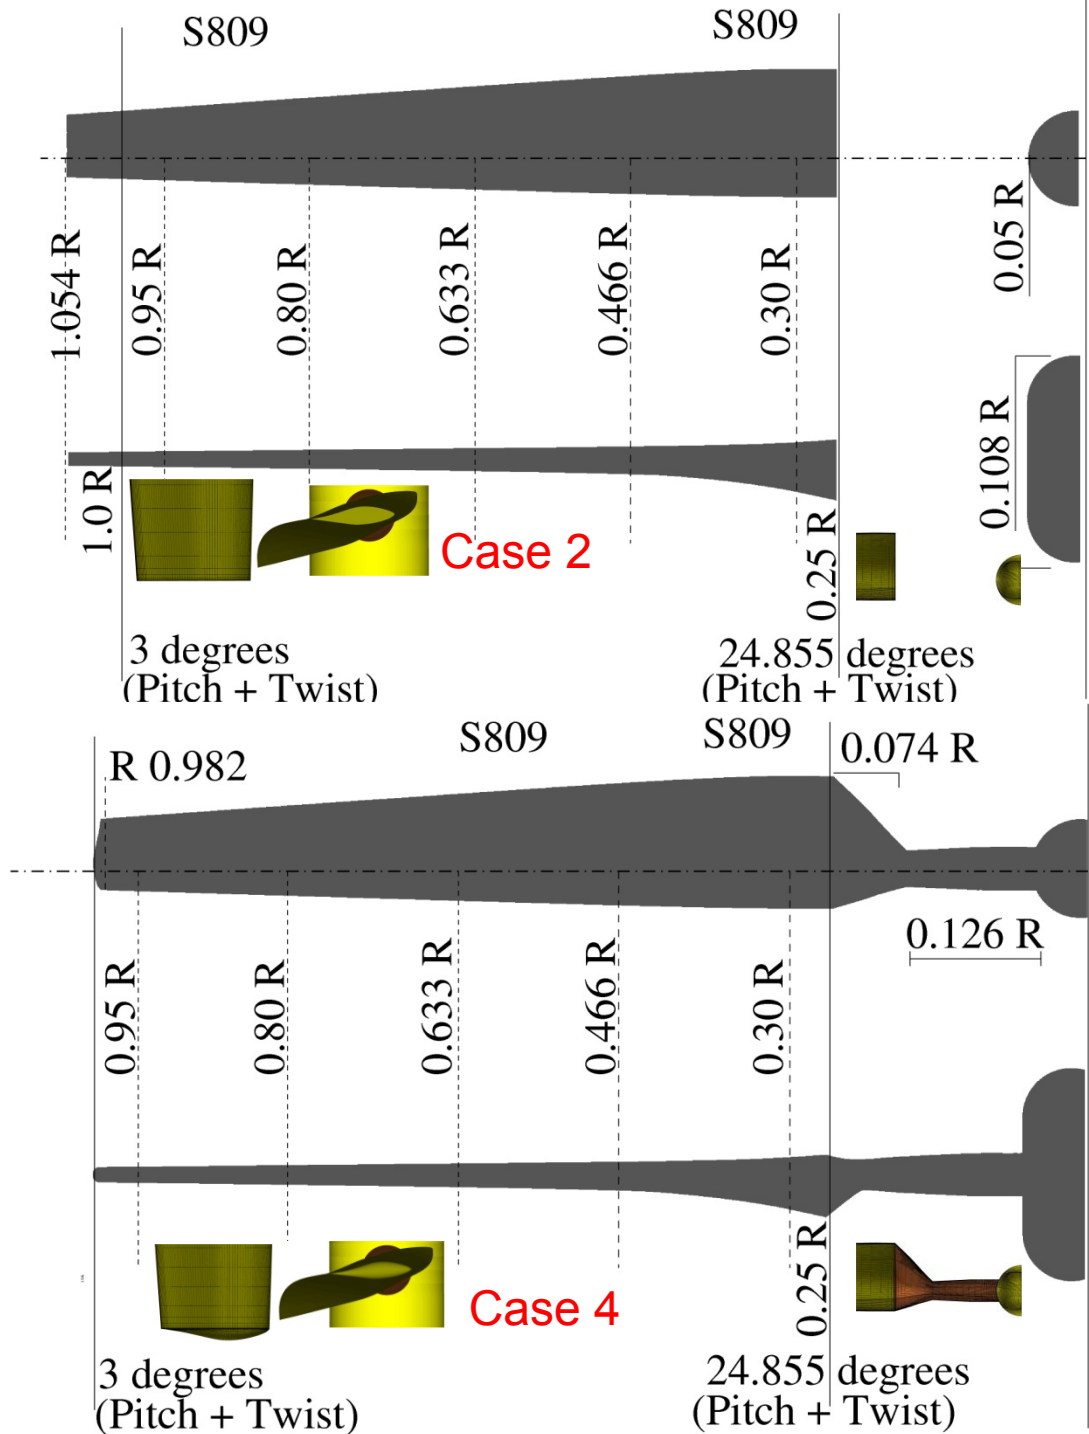 S809
S809
1.054 R
0.95 R
0.80 R
0.633 R
0.466 R
0.30 R
0.05 R
0.108 R
1.0 R
Case 2
0.25 R
3 degrees
(Pitch + Twist)
24.855 degrees
(Pitch + Twist)
S809
S809
0.074 R
R 0.982
0.126 R
0.95 R
0.80 R
0.633 R
0.466 R
0.30 R
0.25 R
Case 4
3 degrees
(Pitch + Twist)
24.855 degrees
(Pitch + Twist)